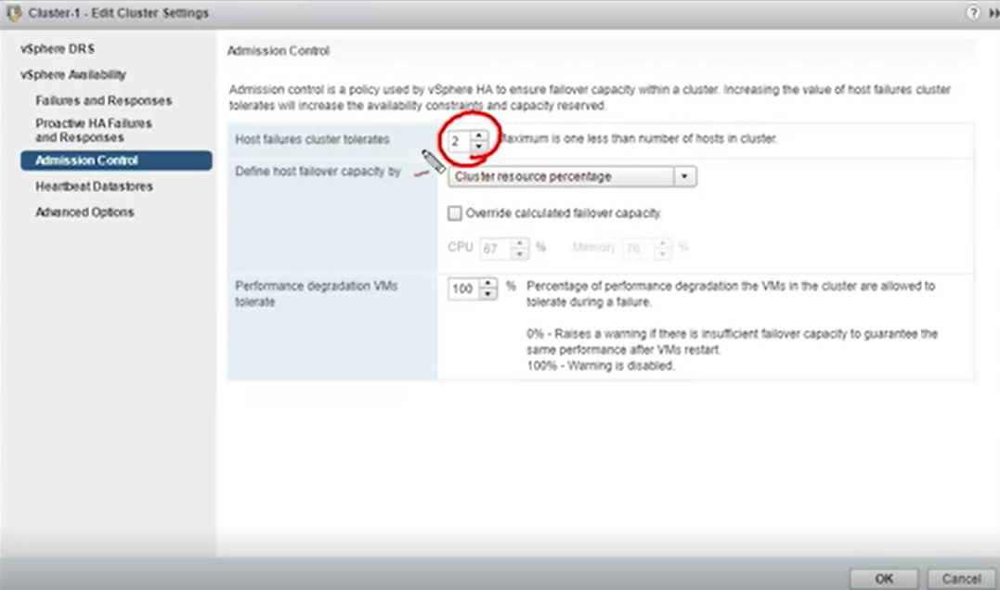 Cluster-1 - Edit Cluster Settings
?
vSphere DRS
vSphere Availability
Failures and Responses
Proactive HA Failures
and Responses
Admission Control
Heartbeat Datastores
Advanced Options
Admission Control
Admission control is a policy used by vSphere HA to ensure failover capacity within a cluster. Increasing the value of host failures cluster
tolerates will increase the availability constraints and capacity reserved.
Host failures cluster tolerates
2
Maximum is one less than number of hosts in cluster.
Define host failover capacity by
Cluster resource percentage
Override calculated failover capacity.
CPU 67 % Memory 70 %
Performance degradation VMs
tolerate
100 %
Percentage of performance degradation the VMs in the cluster are allowed to
tolerate during a failure.
0% - Raises a warning if there is insufficient failover capacity to guarantee the
same performance after VMs restart.
100% - Warning is disabled.
OK Cancel